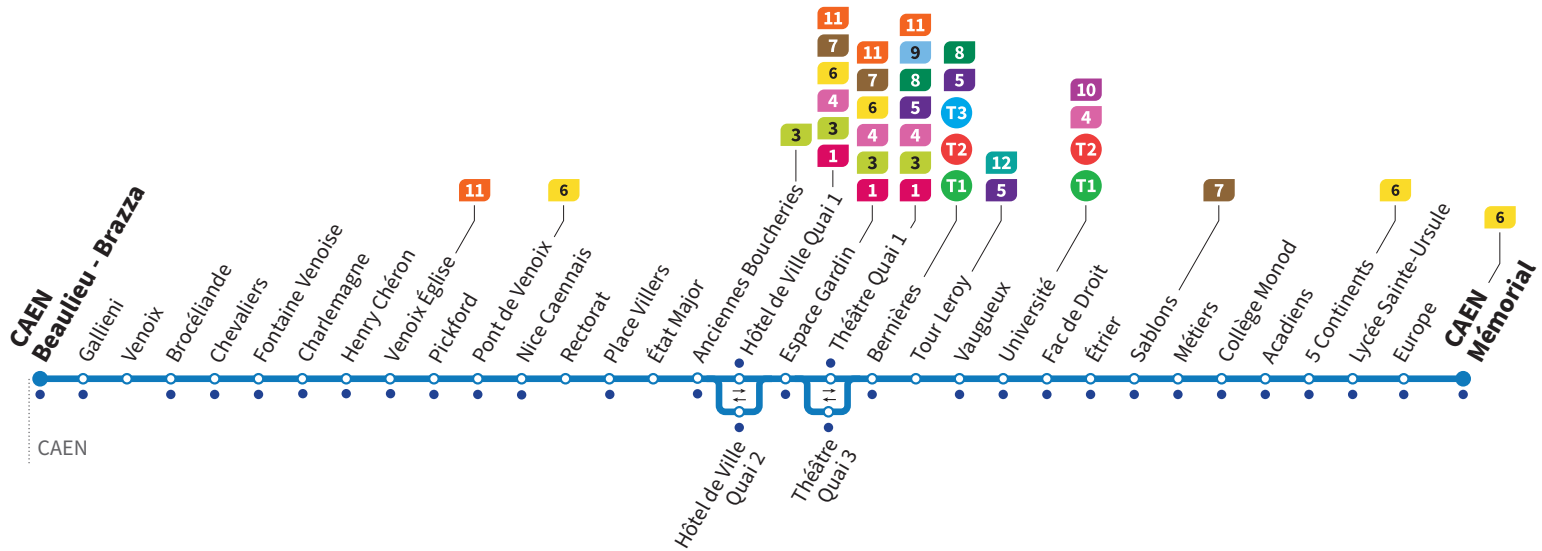 CAEN
Beaulieu - Brazza
Gallieni
Venoix
Brocéliande
Chevaliers
Fontaine Venoise
Charlemagne
Henry Chéron
Venoix Église
11
Pickford
Pont de Venoix
6
Nice Caennais
Rectorat
Place Villers
État Major
Anciennes Boucheries
3
Hôtel de Ville Quai 1
11
7
6
4
3
1
Espace Gardin
11
7
6
4
3
1
Théâtre Quai 1
11
9
8
5
4
3
1
Bernières
8
5
T3
T2
T1
Tour Leroy
12
5
Vaugueux
Université
10
4
T2
T1
Fac de Droit
Étrier
Sablons
7
Métiers
Collège Monod
Acadiens
5 Continents
6
Lycée Sainte-Ursule
Europe
CAEN
Mémorial
6
CAEN
Hôtel de Ville
Quai 2
Théâtre
Quai 3